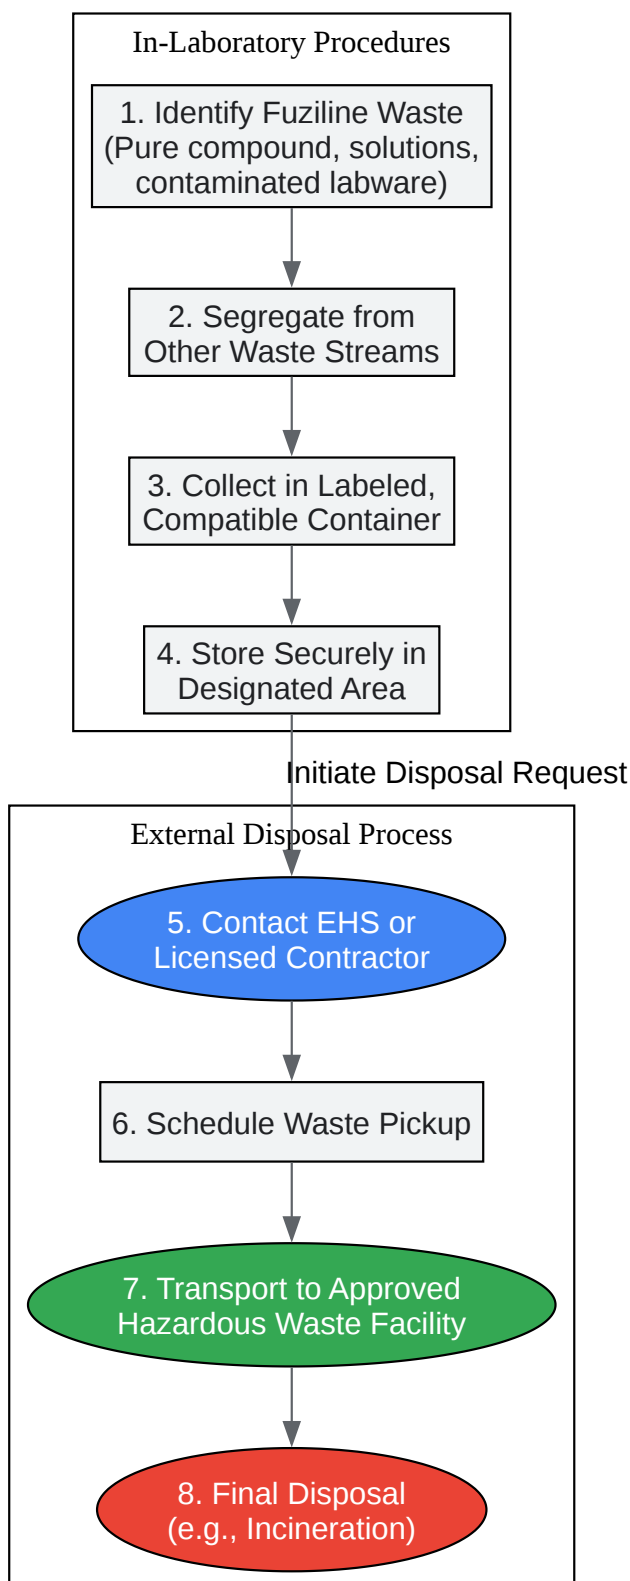 In-Laboratory Procedures
1. Identify Fuziline Waste
(Pure compound, solutions,
contaminated labware)
2. Segregate from
Other Waste Streams
3. Collect in Labeled,
Compatible Container
4. Store Securely in
Designated Area
Initiate Disposal Request
External Disposal Process
5. Contact EHS or
Licensed Contractor
6. Schedule Waste Pickup
7. Transport to Approved
Hazardous Waste Facility
8. Final Disposal
(e.g., Incineration)